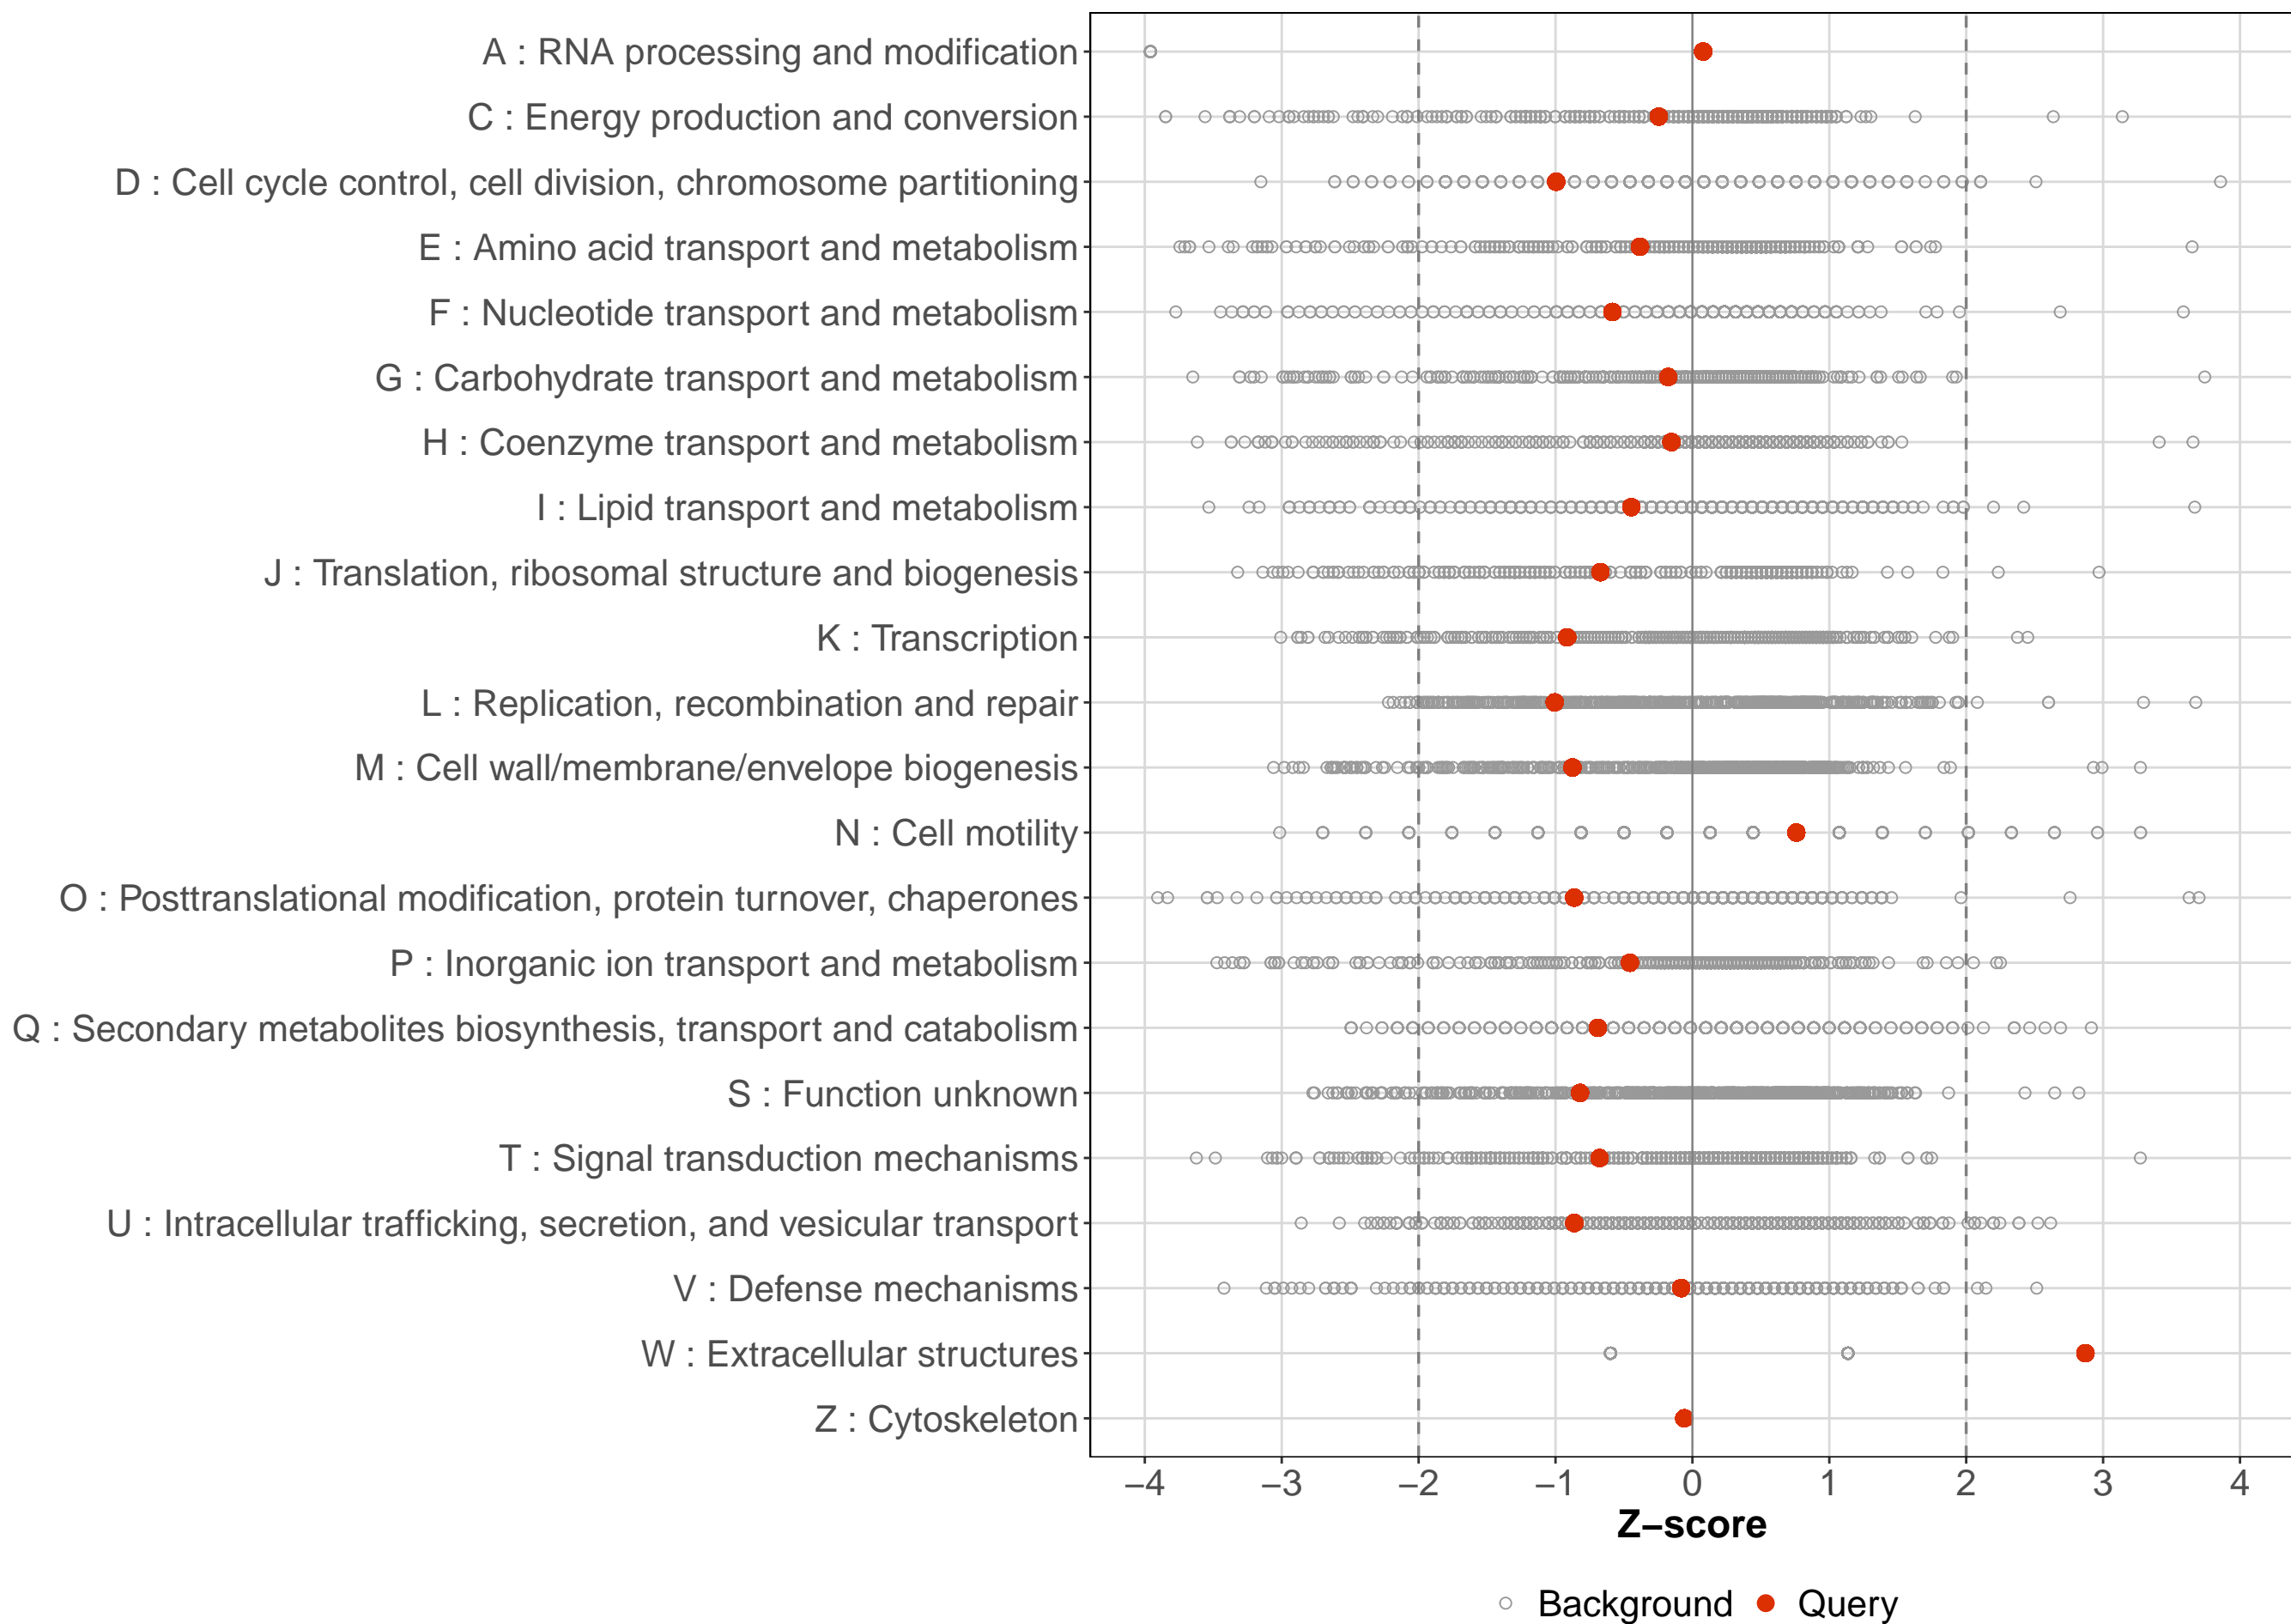 A : RNA processing and modification
C : Energy production and conversion
D : Cell cycle control, cell division, chromosome partitioning
E : Amino acid transport and metabolism
F : Nucleotide transport and metabolism
G : Carbohydrate transport and metabolism
H : Coenzyme transport and metabolism
I : Lipid transport and metabolism
J : Translation, ribosomal structure and biogenesis
K : Transcription
L : Replication, recombination and repair
M : Cell wall/membrane/envelope biogenesis
N : Cell motility
O : Posttranslational modification, protein turnover, chaperones
P : Inorganic ion transport and metabolism
Q : Secondary metabolites biosynthesis, transport and catabolism
S : Function unknown
T : Signal transduction mechanisms
U : Intracellular trafficking, secretion, and vesicular transport
V : Defense mechanisms
W : Extracellular structures
Z : Cytoskeleton
−4 −3 −2 −1 0 1 2 3 4
Z−score
Background Query